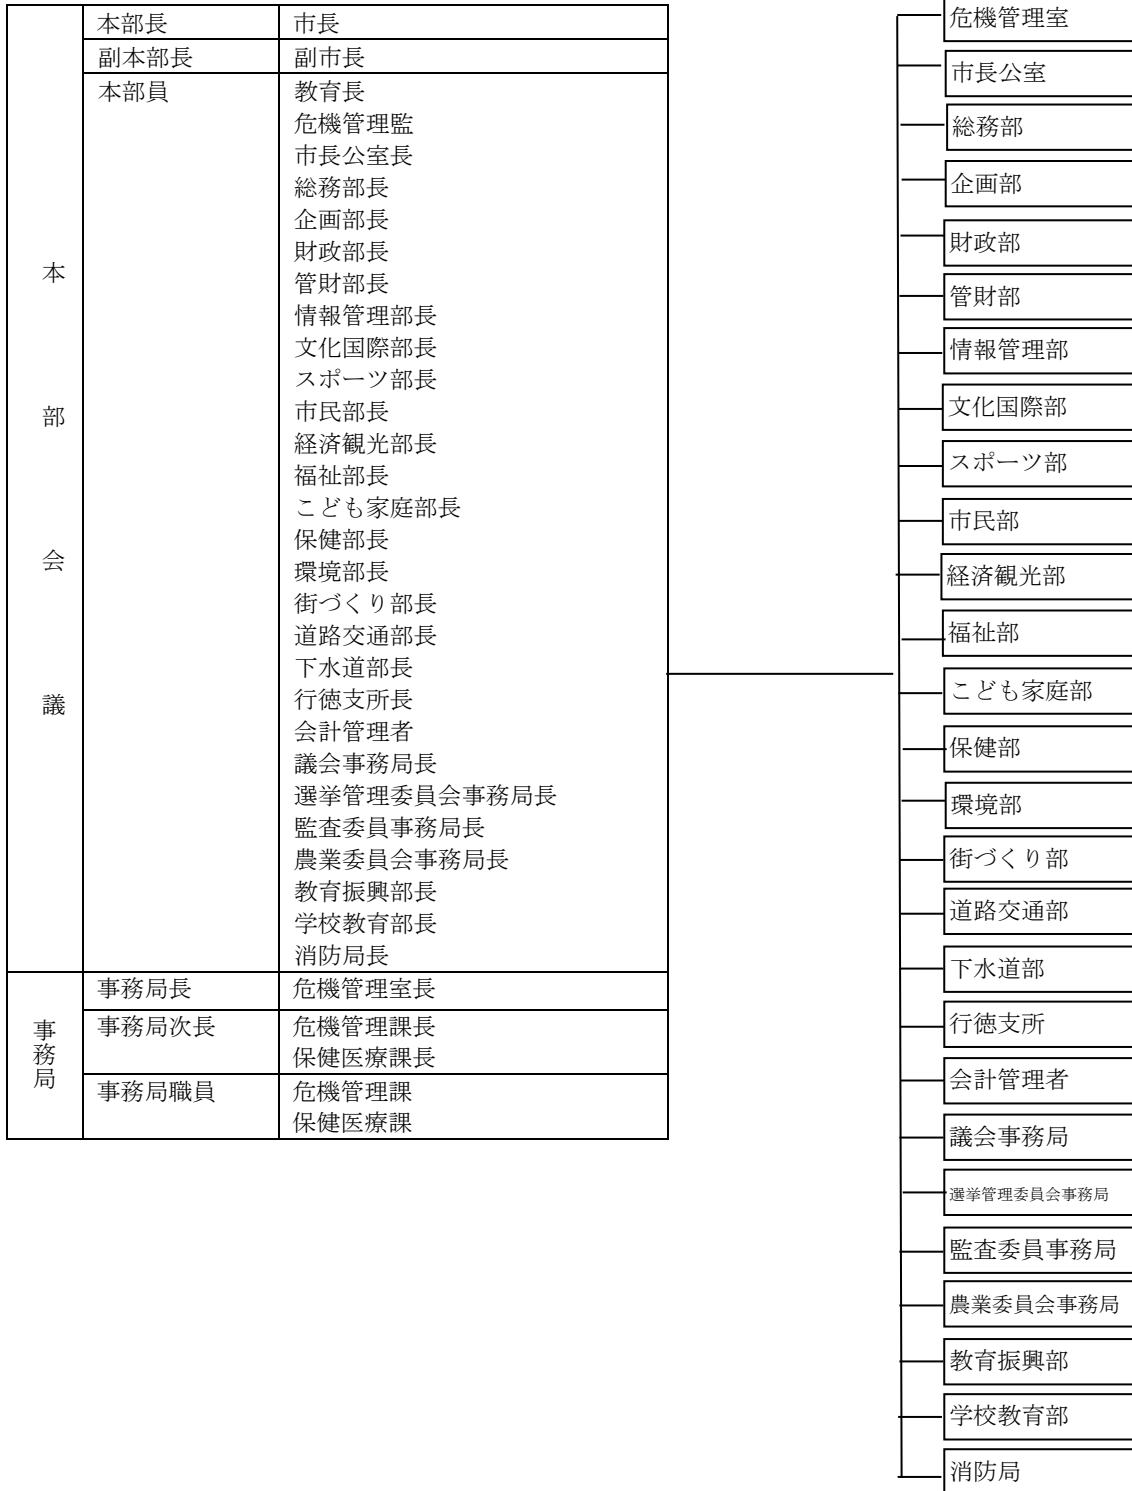 本部会議
本部長 市長
副本部長 副市長
本部員 教育長
危機管理監
市長公室長
総務部長
企画部長
財政部長
管財部長
情報管理部長
文化国際部長
スポーツ部長
市民部長
経済観光部長
福祉部長
こども家庭部長
保健部長
環境部長
街づくり部長
道路交通部長
下水道部長
行徳支所長
会計管理者
議会事務局長
選挙管理委員会事務局長
監査委員事務局長
農業委員会事務局長
教育振興部長
学校教育部長
消防局長
事務局
事務局長 危機管理室長
事務局次長 危機管理課長
保健医療課長
事務局職員 危機管理課
保健医療課
危機管理室
市長公室
総務部
企画部
財政部
管財部
情報管理部
文化国際部
スポーツ部
市民部
経済観光部
福祉部
こども家庭部
保健部
環境部
街づくり部
道路交通部
下水道部
行徳支所
会計管理者
議会事務局
選挙管理委員会事務局
監査委員事務局
農業委員会事務局
教育振興部
学校教育部
消防局